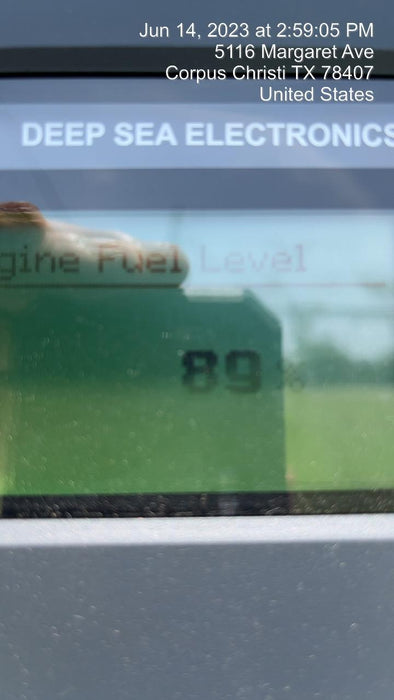 Jun 14, 2023 at 2:59:05 PM
5116 Margaret Ave
Corpus Christi TX 78407
United States
DEEP SEA ELECTRONICS
gine Fuel Level
89 %